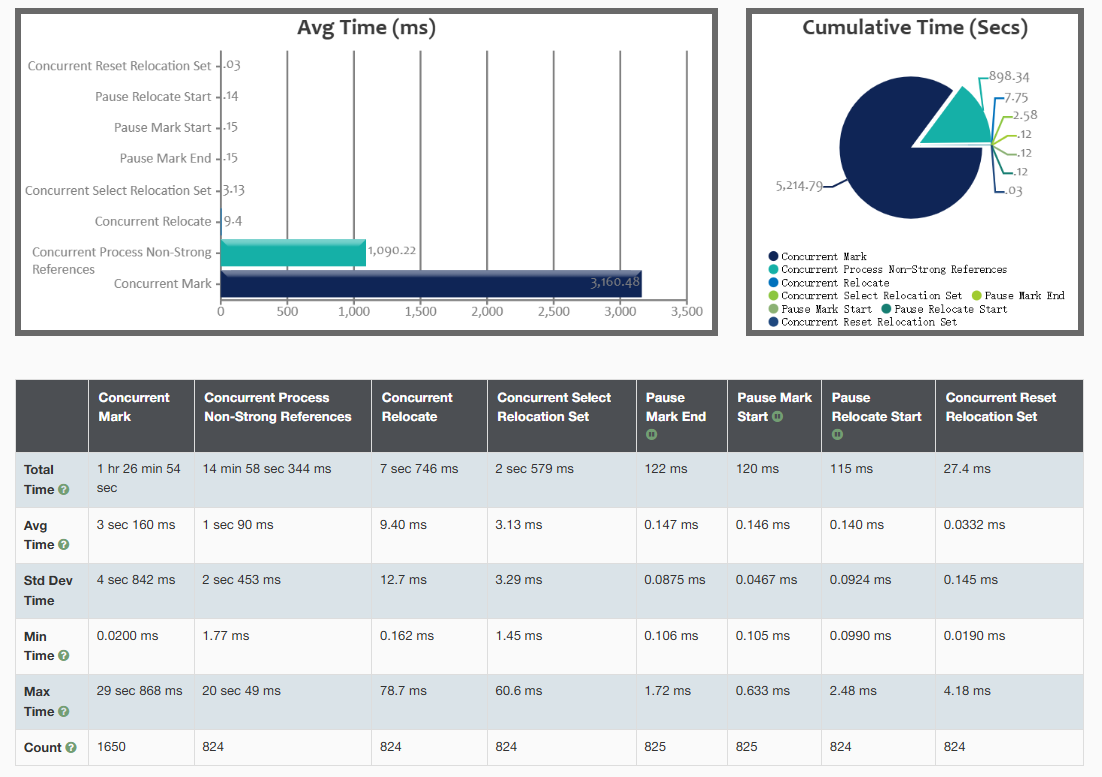 Avg Time (ms)
Concurrent Reset Relocation Set .03
Pause Relocate Start .14
Pause Mark Start .15
Pause Mark End .15
Concurrent Select Relocation Set 3.13
Concurrent Relocate 9.4
Concurrent Process Non-Strong
References
1,090.22
Concurrent Mark 3,160.48
0 500 1,000 1,500 2,000 2,500 3,000 3,500
Cumulative Time (Secs)
898.34
7.75
2.58
.12
.12
.12
.03
5,214.79
Concurrent Mark
Concurrent Process Non-Strong References
Concurrent Relocate
Concurrent Select Relocation Set Pause Mark End
Pause Mark Start Pause Relocate Start
Concurrent Reset Relocation Set
Concurrent Mark Concurrent Process Non-Strong References Concurrent Relocate Concurrent Select Relocation Set Pause Mark End Pause Mark Start Pause Relocate Start Concurrent Reset Relocation Set
Total Time ? 1 hr 26 min 54 sec 14 min 58 sec 344 ms 7 sec 746 ms 2 sec 579 ms 122 ms 120 ms 115 ms 27.4 ms
Avg Time ? 3 sec 160 ms 1 sec 90 ms 9.40 ms 3.13 ms 0.147 ms 0.146 ms 0.140 ms 0.0332 ms
Std Dev Time 4 sec 842 ms 2 sec 453 ms 12.7 ms 3.29 ms 0.0875 ms 0.0467 ms 0.0924 ms 0.145 ms
Min Time ? 0.0200 ms 1.77 ms 0.162 ms 1.45 ms 0.106 ms 0.105 ms 0.0990 ms 0.0190 ms
Max Time ? 29 sec 868 ms 20 sec 49 ms 78.7 ms 60.6 ms 1.72 ms 0.633 ms 2.48 ms 4.18 ms
Count ? 1650 824 824 824 825 825 824 824